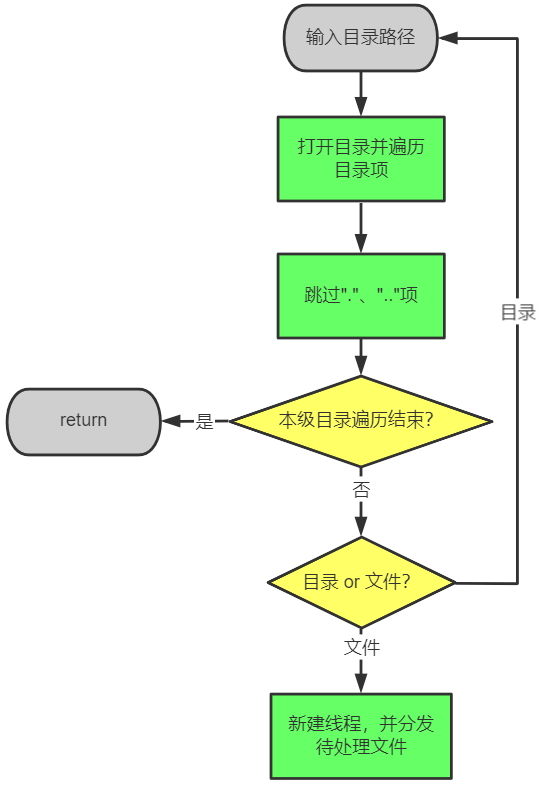 输入目录路径
打开目录并遍历
目录项
跳过"."、".."项
目录
本级目录遍历结束?
是
return
否
目录 or 文件?
文件
新建线程，并分发
待处理文件